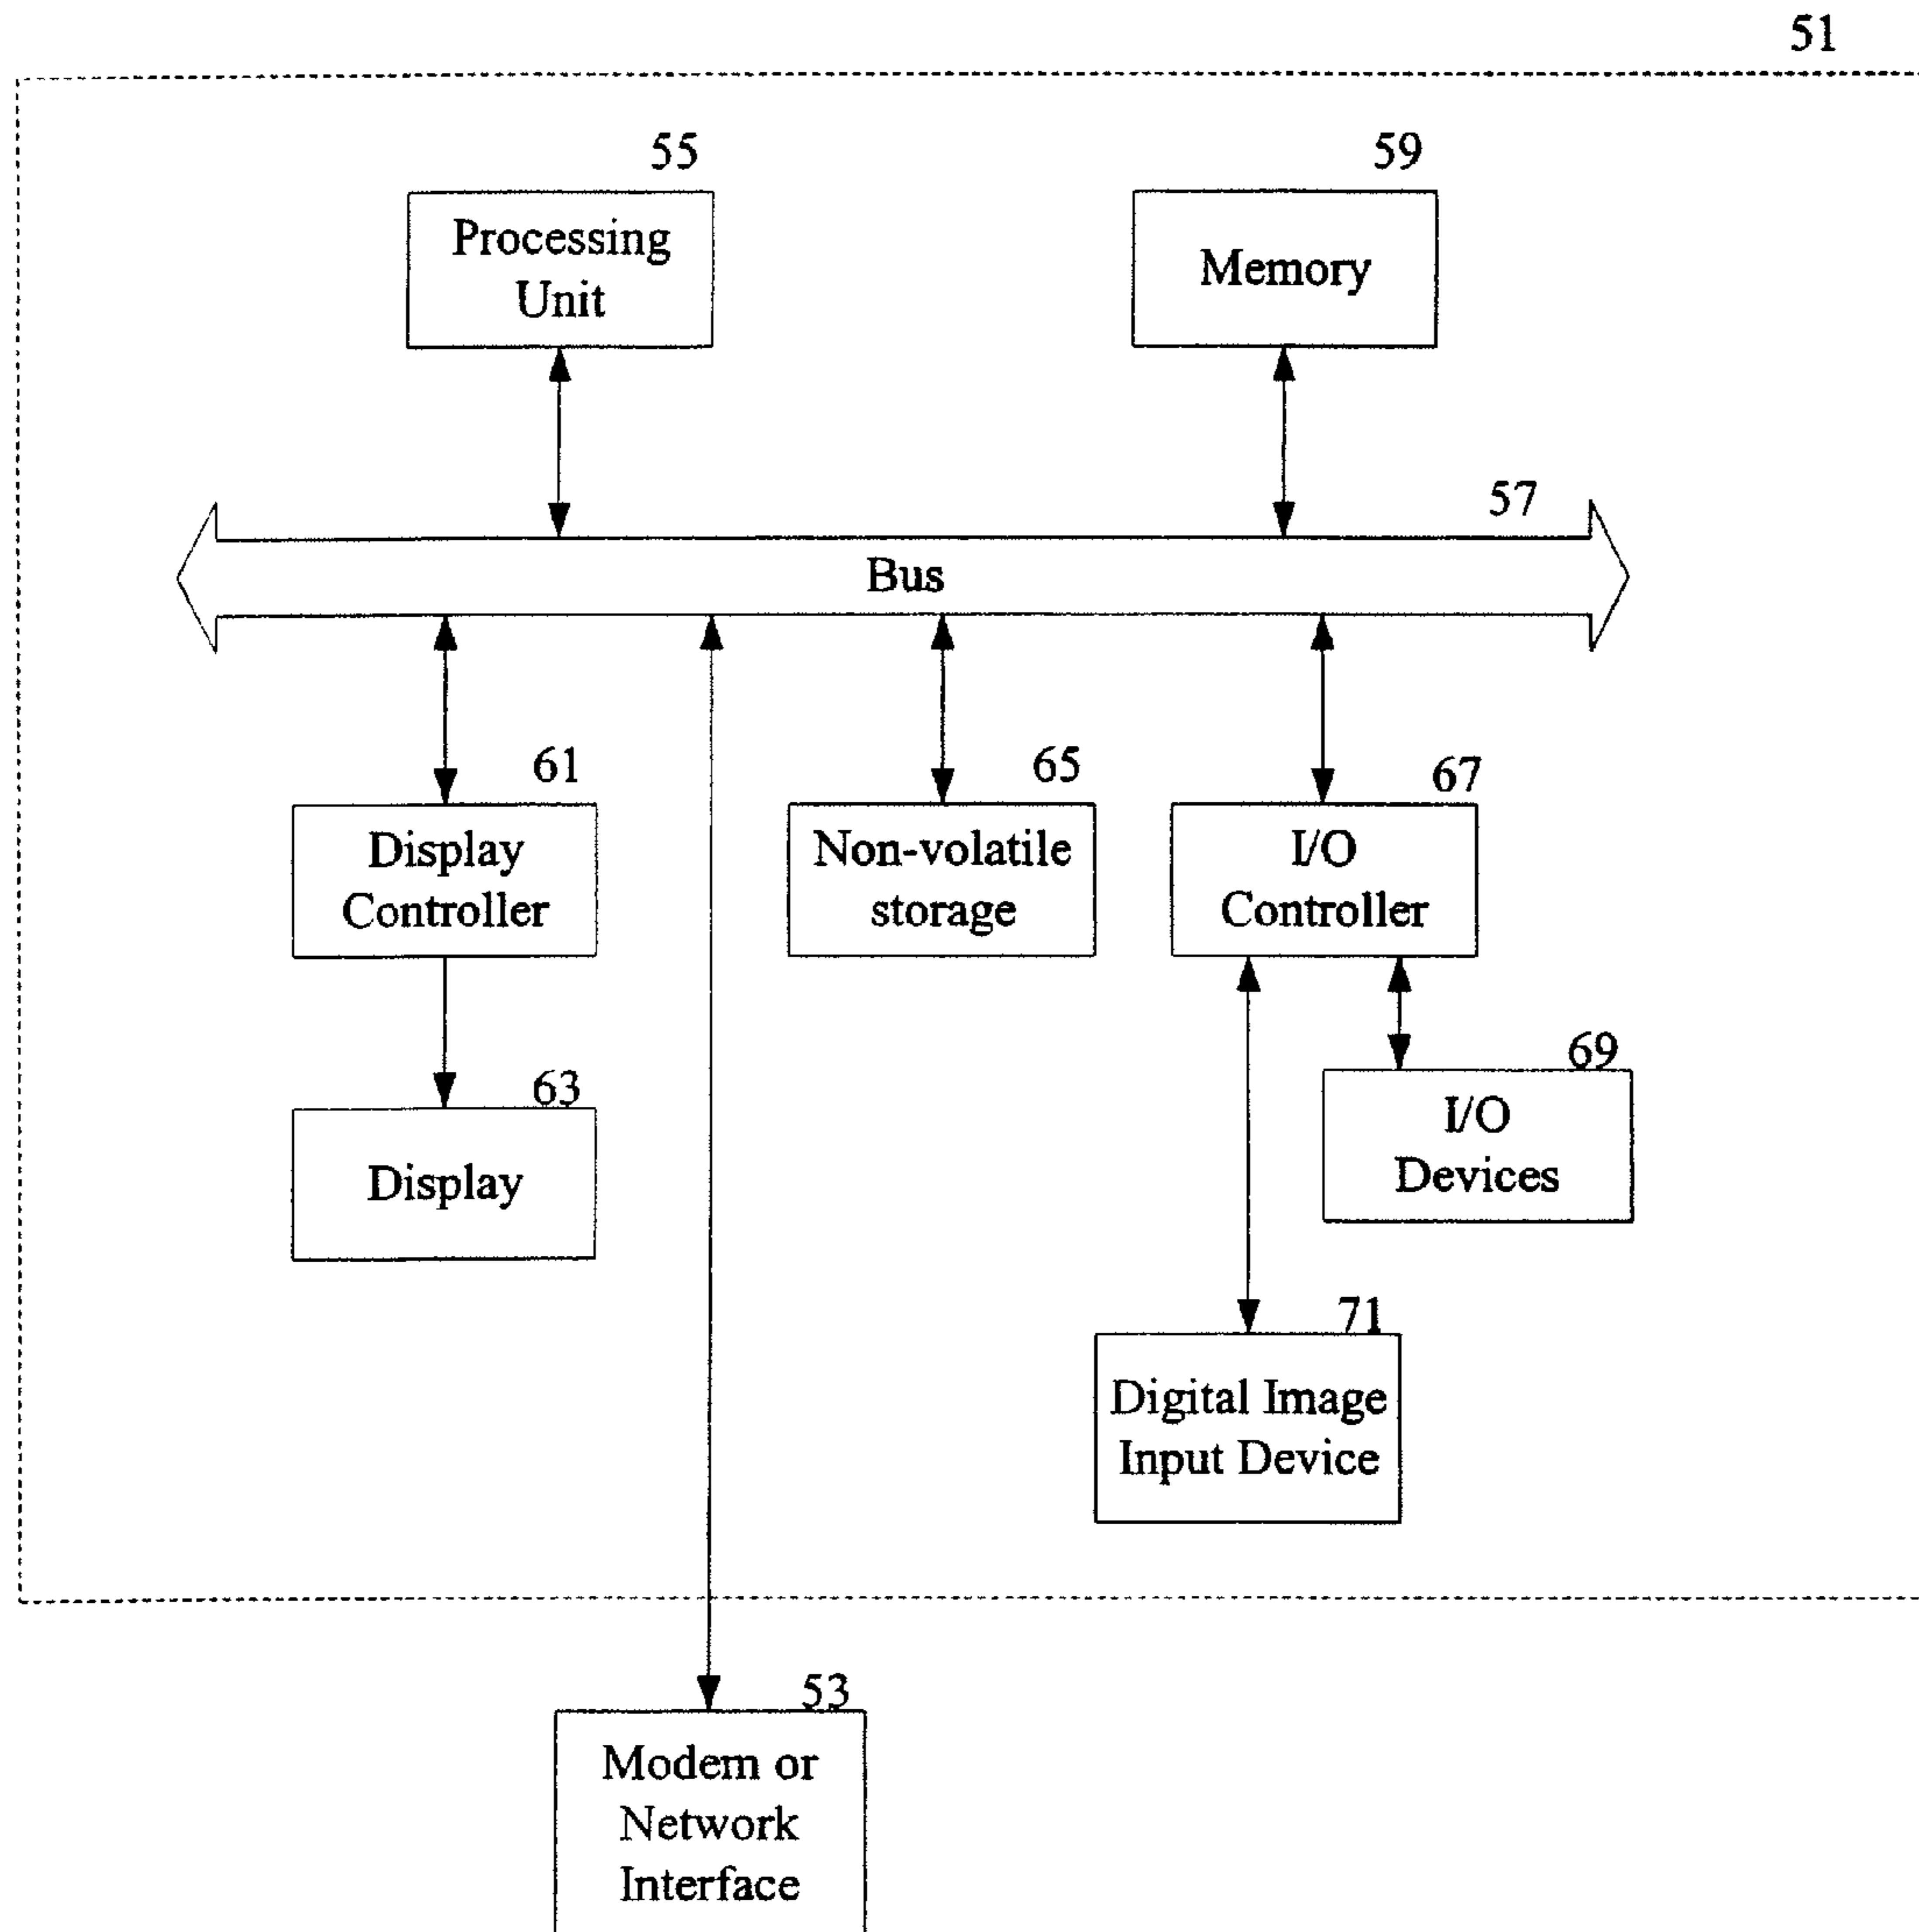 51
55
59
Processing
Unit
Memory
57
Bus
61
65
67
Display
Controller
Non-volatile
storage
I/O
Controller
63
69
Display
I/O
Devices
71
Digital Image
Input Device
53
Modem or
Network
Interface